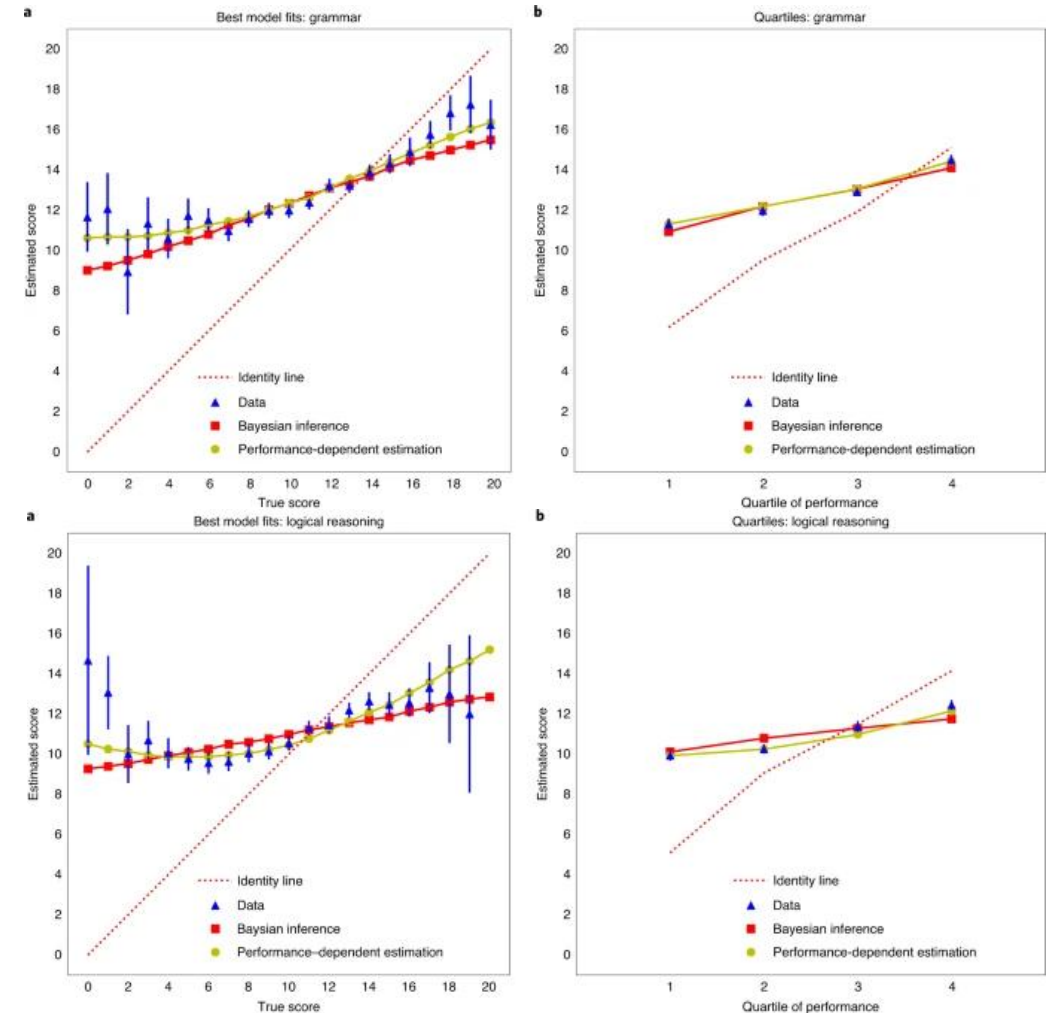 a
Best model fits: grammar
20
18
16
14
12
10
8
6
4
2
0
Estimated score
Identity line
Data
Bayesian inference
Performance-dependent estimation
0 2 4 6 8 10 12 14 16 18 20
True score
b
Quartiles: grammar
20
18
16
14
12
10
8
6
4
2
0
Estimated score
Identity line
Data
Bayesian inference
Performance-dependent estimation
1 2 3 4
Quartile of performance
a
Best model fits: logical reasoning
20
18
16
14
12
10
8
6
4
2
0
Estimated score
Identity line
Data
Baysian inference
Performance–dependent estimation
0 2 4 6 8 10 12 14 16 18 20
True score
b
Quartiles: logical reasoning
20
18
16
14
12
10
8
6
4
2
0
Estimated score
Identity line
Data
Bayesian inference
Performance-dependent estimation
1 2 3 4
Quartile of performance